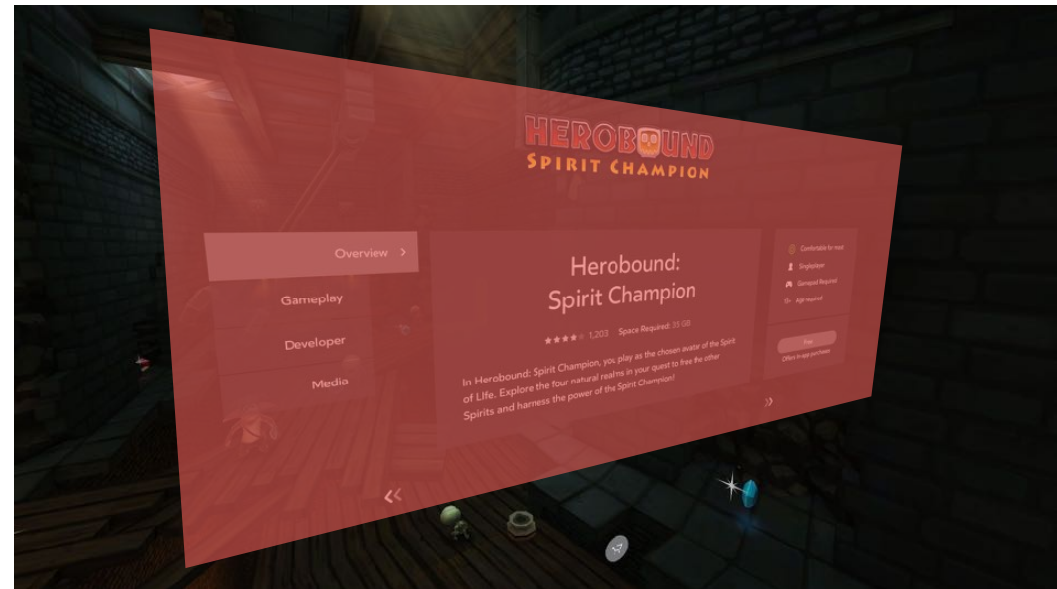 HEROBOUND
SPIRIT CHAMPION
Overview >
Gameplay
Developer
Media
Herobound:
Spirit Champion
1,203 Space Required: 35 GB
In Herobound: Spirit Champion, you play as the chosen avatar of the Spirit
of Life. Explore the four natural realms in your quest to free the other
Spirits and harness the power of the Spirit Champion!
Comfortable for most
Singleplayer
Gamepad Required
13+ Age required
Free
Offers in-app purchases
»
«